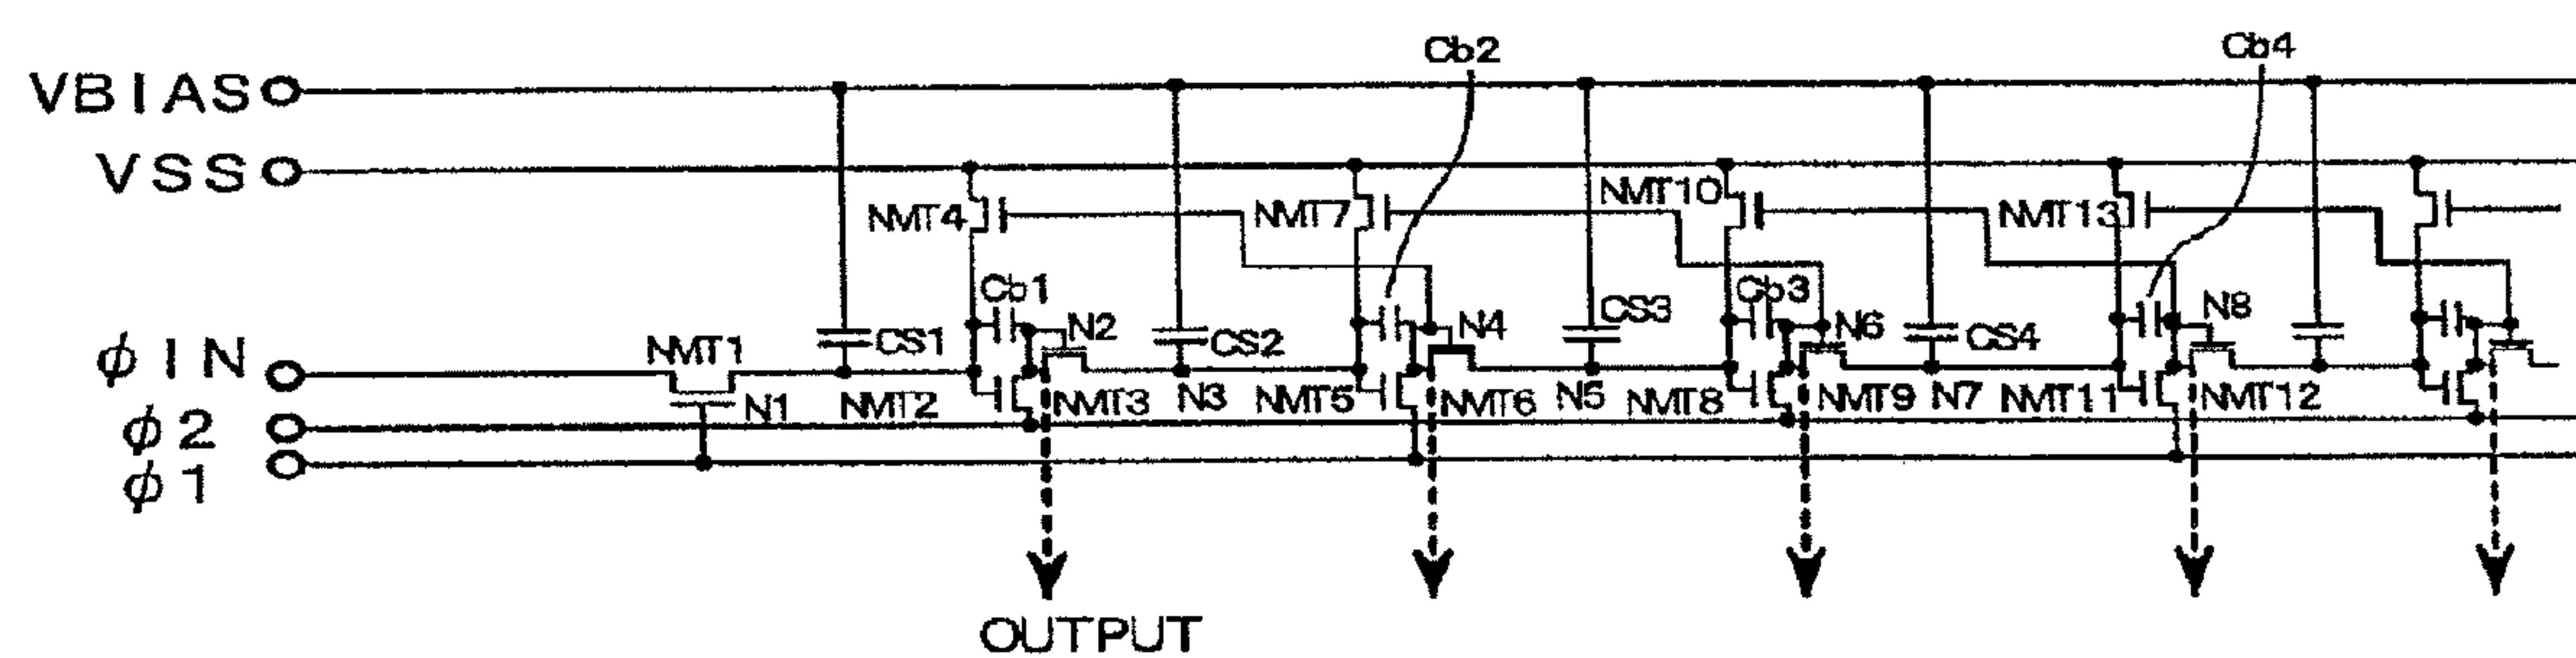 Cb2
Cb4
VBIAS
VSS
NMT4
NMT7
NMT10
NMT13
Cb1
N2
CS1
CS2
N4
CS3
Cb3
N6
CS4
N8
φIN
NMT1
N1
NMT2
NMT3
N3
NMT5
NMT6
N5
NMT8
NMT9
N7
NMT11
NMT12
φ2
φ1
OUTPUT